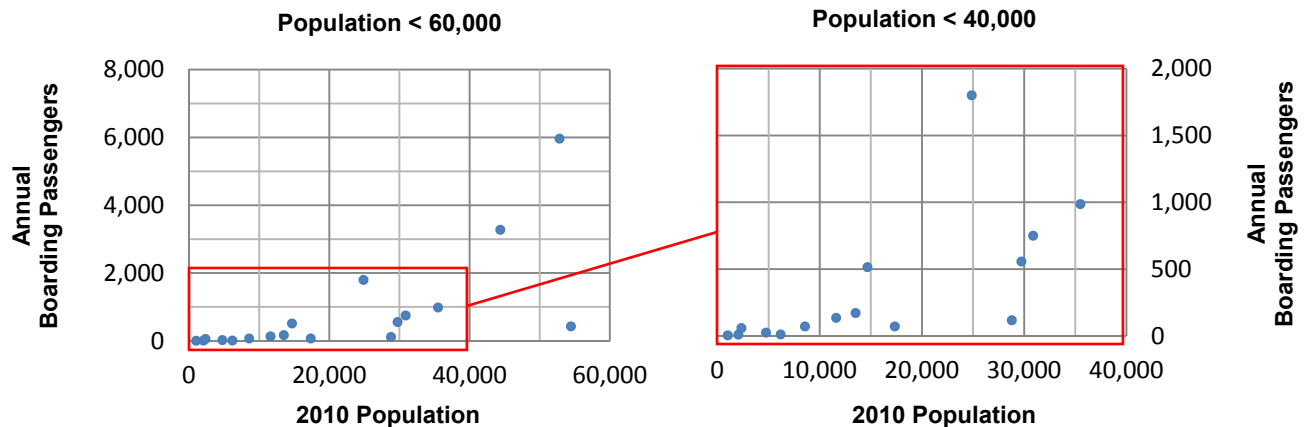 Population < 60,000
Annual
Boarding Passengers
8,000
6,000
4,000
2,000
0
0
20,000
40,000
60,000
2010 Population
Population < 40,000
2,000
1,500
1,000
500
0
Annual
Boarding Passengers
0
10,000
20,000
30,000
40,000
2010 Population